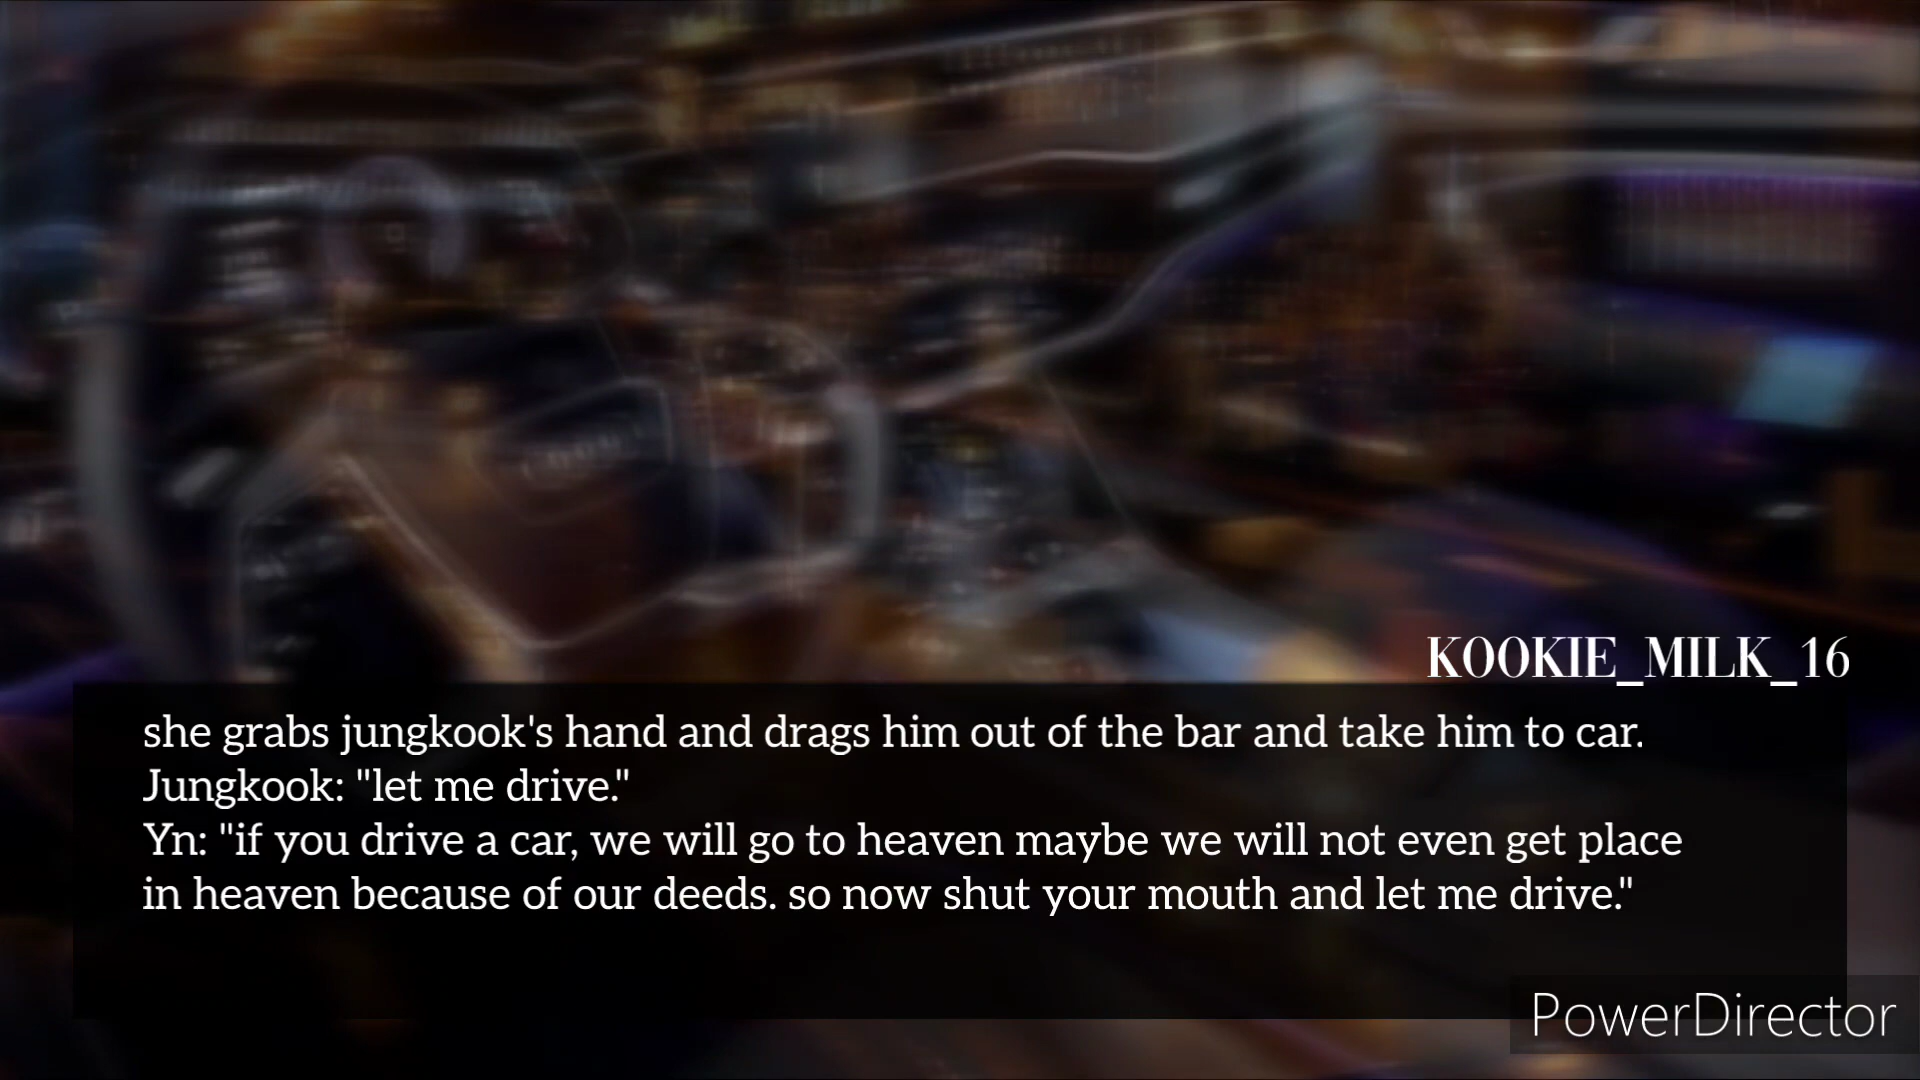 KOOKIE_MILK_16
she grabs jungkook's hand and drags him out of the bar and take him to car.
Jungkook: "let me drive."
Yn: "if you drive a car, we will go to heaven maybe we will not even get place
in heaven because of our deeds. so now shut your mouth and let me drive."
PowerDirector